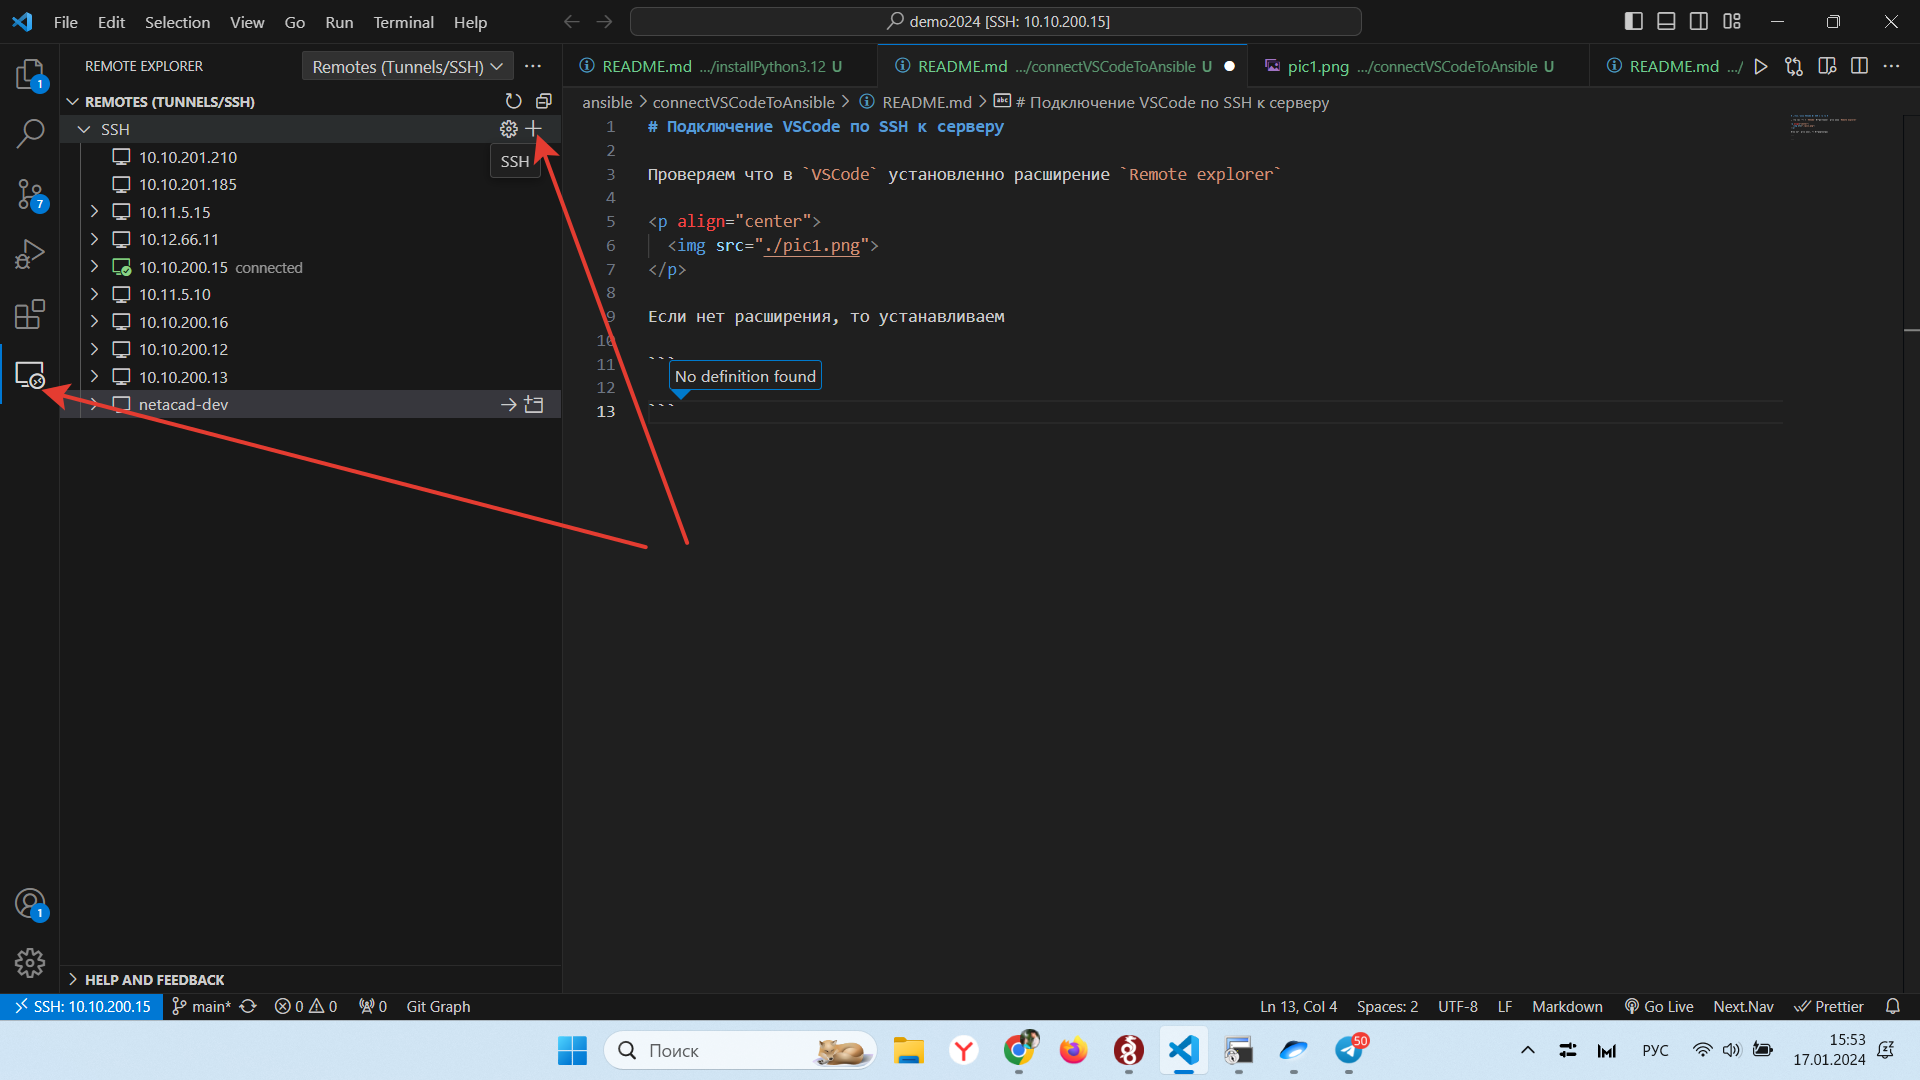 File Edit Selection View Go Run Terminal Help
demo2024 [SSH: 10.10.200.15]
REMOTE EXPLORER
Remotes (Tunnels/SSH)
README.md .../installPython3.12 U
README.md .../connectVSCodeToAnsible U
pic1.png .../connectVSCodeToAnsible U
README.md .../
REMOTES (TUNNELS/SSH)
ansible > connectVSCodeToAnsible > README.md > # Подключение VSCode по SSH к серверу
SSH
SSH
10.10.201.210
10.10.201.185
10.11.5.15
10.12.66.11
10.10.200.15 connected
10.11.5.10
10.10.200.16
10.10.200.12
10.10.200.13
netacad-dev
1 # Подключение VSCode по SSH к серверу
2
3 Проверяем что в `VSCode` установленно расширение `Remote explorer`
4
5 <p align="center">
6 <img src="./pic1.png">
7 </p>
8
9 Если нет расширения, то устанавливаем
10
11 ```
No definition found
12
13 ```
1
7
1
HELP AND FEEDBACK
SSH: 10.10.200.15 main* 0 0 0 Git Graph
Ln 13, Col 4 Spaces: 2 UTF-8 LF Markdown Go Live Next.Nav Prettier
Поиск
50
РУС
15:53
17.01.2024